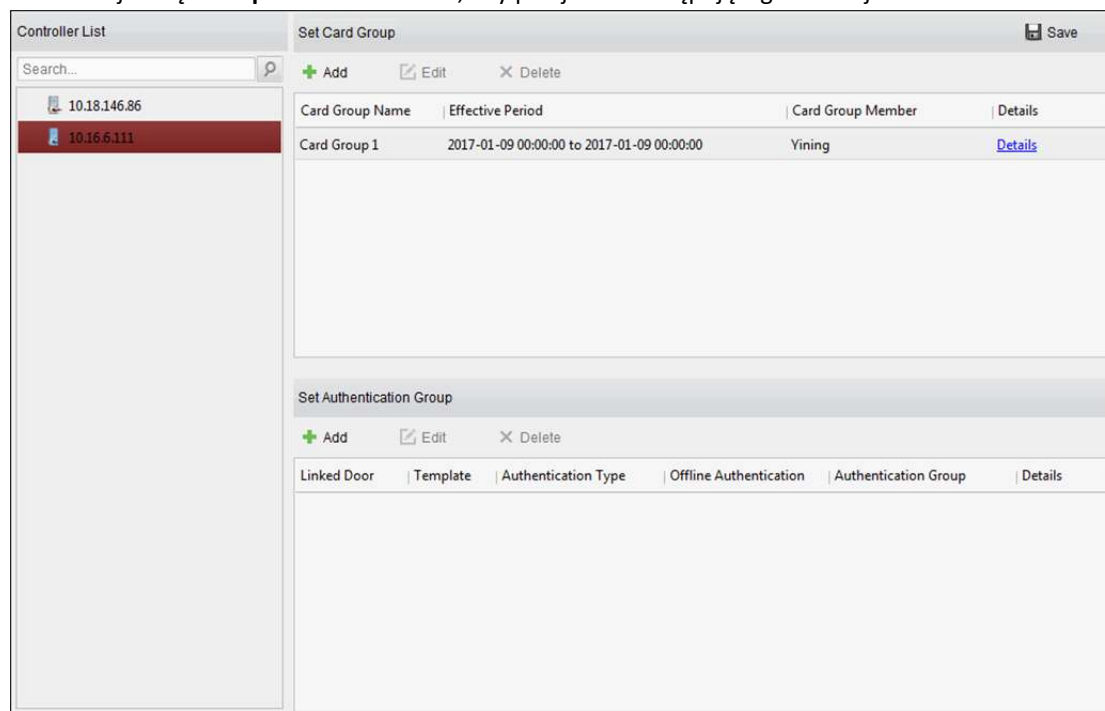 Controller List
Search...
10.18.146.86
10.16.6.111
Set Card Group
Save
Add Edit Delete
Card Group Name Effective Period Card Group Member Details
Card Group 1 2017-01-09 00:00:00 to 2017-01-09 00:00:00 Yining Details
Set Authentication Group
Add Edit Delete
Linked Door Template Authentication Type Offline Authentication Authentication Group Details